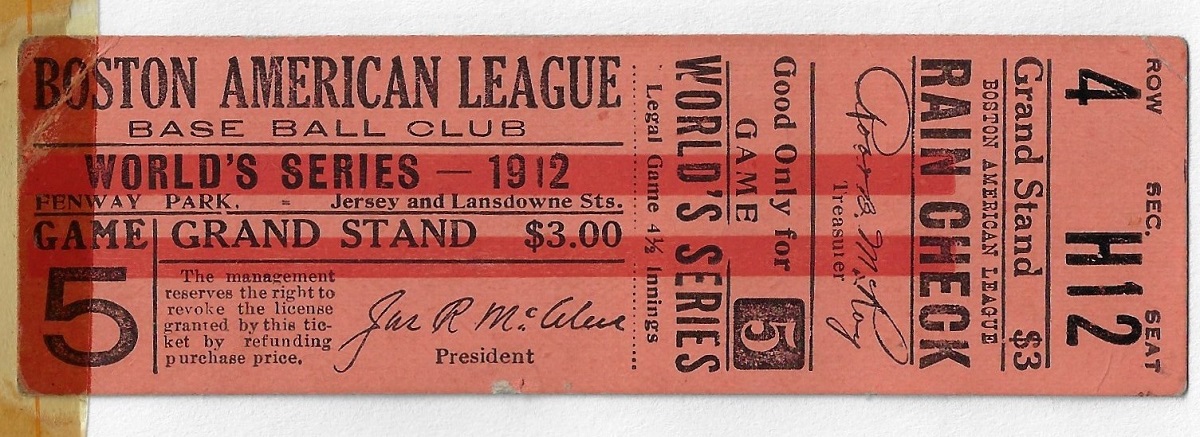 BOSTON AMERICAN LEAGUE
BASE BALL CLUB
WORLD'S SERIES — 1912
FENWAY PARK. - Jersey and Lansdowne Sts.
GAME
5
GRAND STAND $3.00
The management
reserves the right to
revoke the license
granted by this tic-
ket by refunding
purchase price.
Jas R McAleer
President
Legal Game 4½ Innings
WORLD'S SERIES
GAME 5
Good Only for
Treasurer
RAIN CHECK
BOSTON AMERICAN LEAGUE
Grand Stand $3
ROW SEC. SEAT
4 H 12